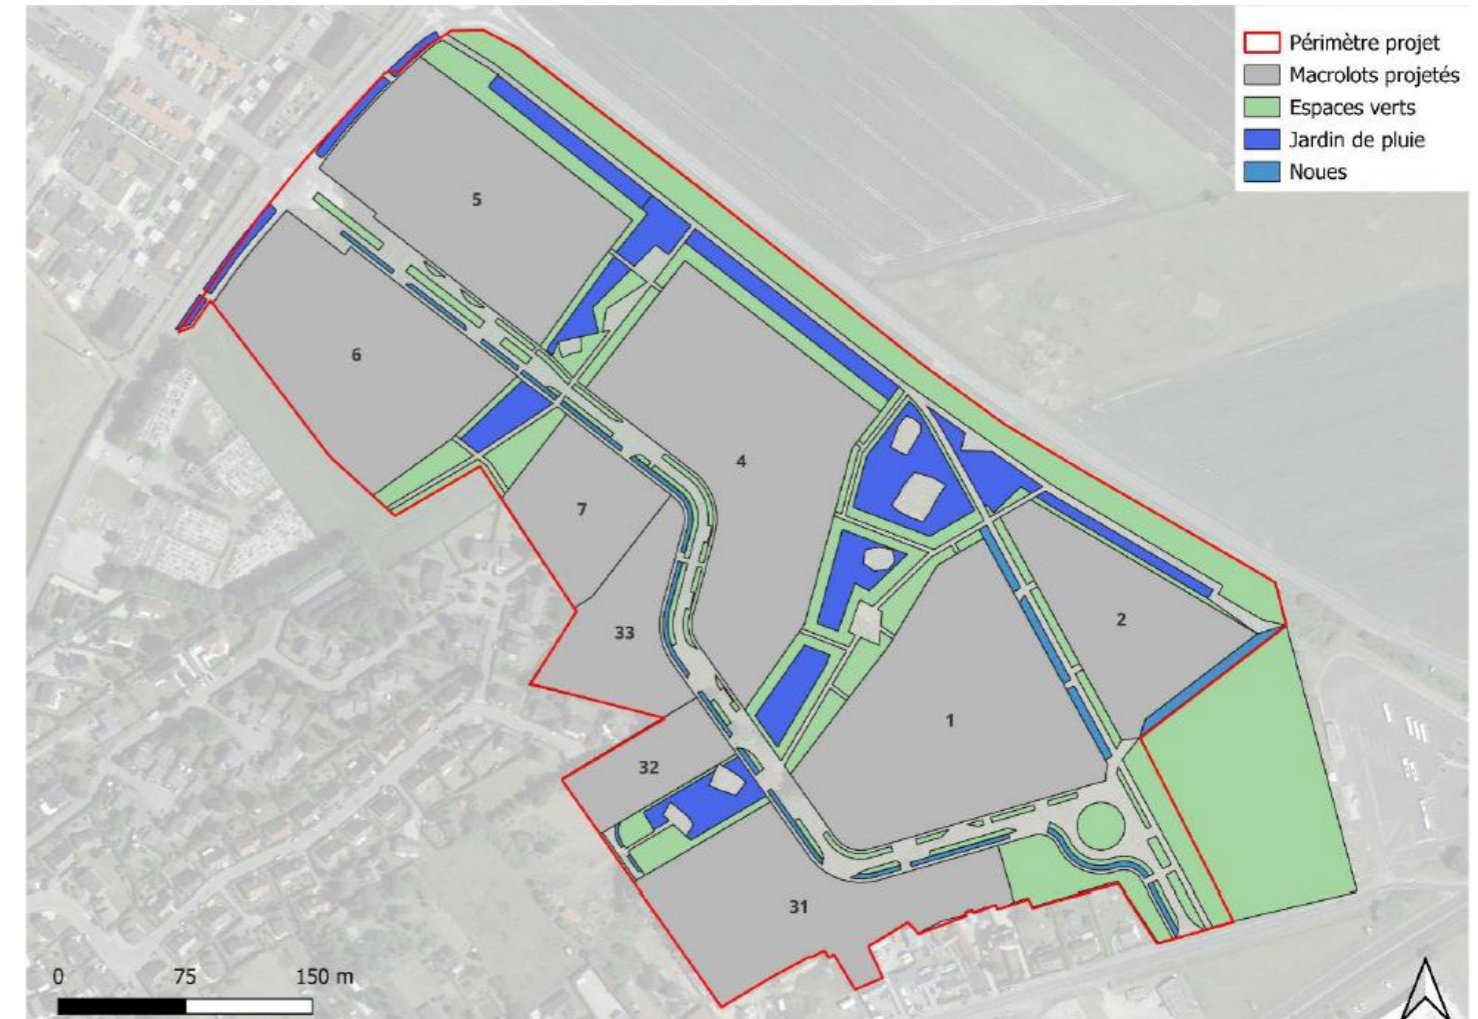 Périmètre projet
Macrolots projetés
Espaces verts
Jardin de pluie
Noues
5
6
4
7
33
2
1
32
31
0 75 150 m